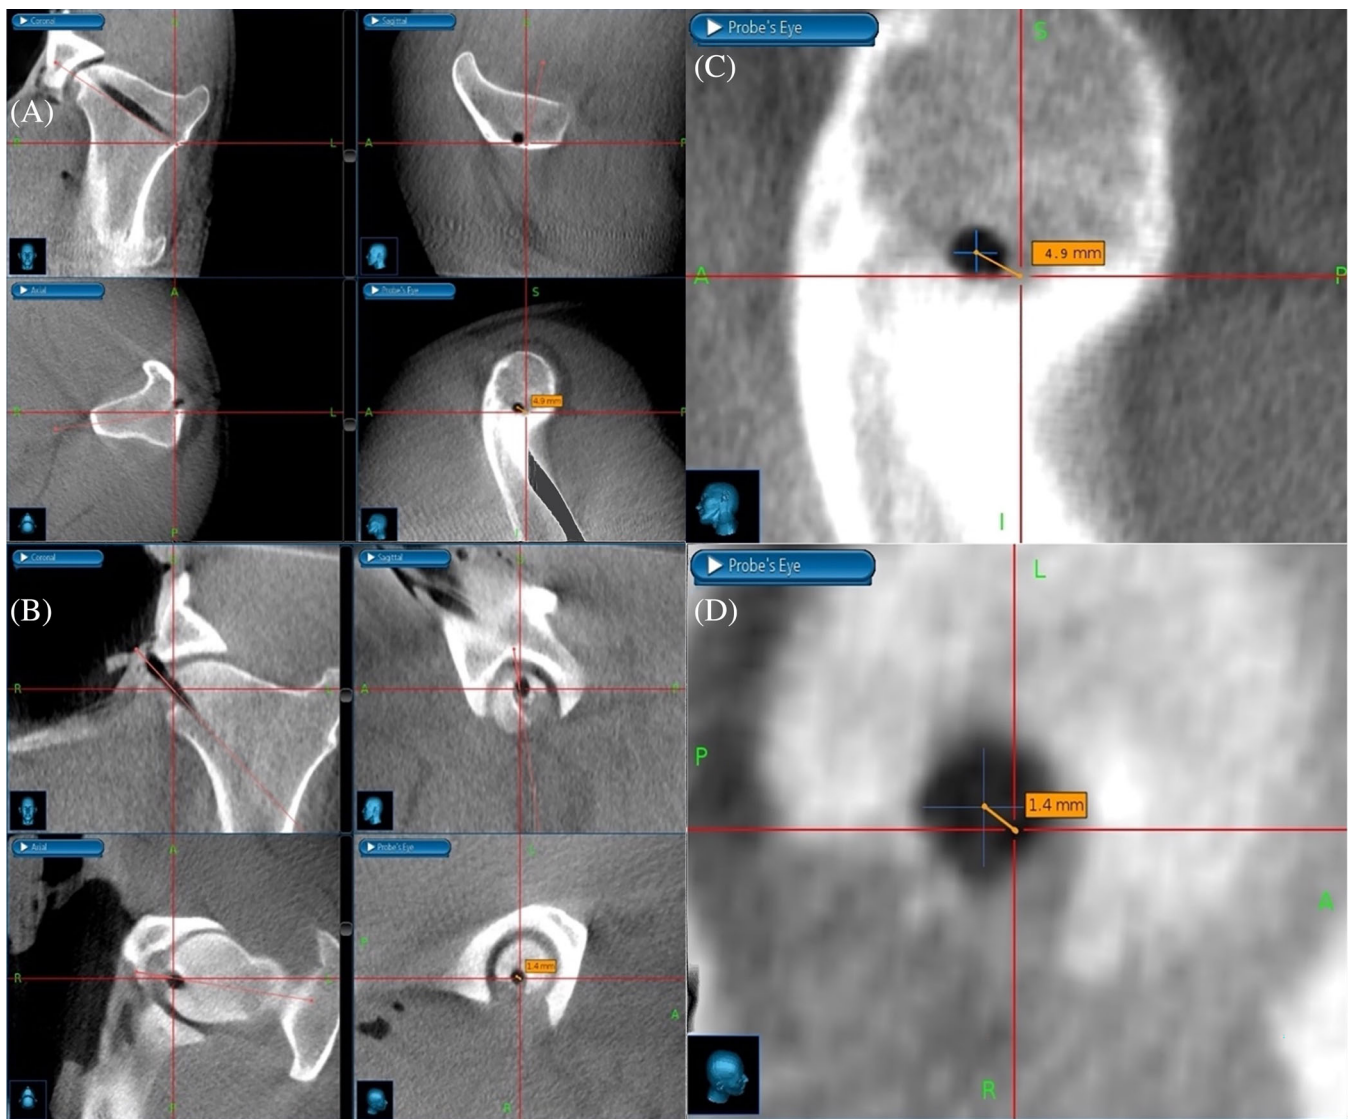 Coronal
Sagittal
Probe's Eye
(A)
(C)
S
4.9 mm
A
P
L
A
P
Axial
Probe's Eye
A
S
4.9 mm
L
A
P
P
I
Coronal
Sagittal
Probe's Eye
(B)
(D)
L
R
A
P
1.4 mm
A
Axial
Probe's Eye
A
R
1.4 mm
A
R
R